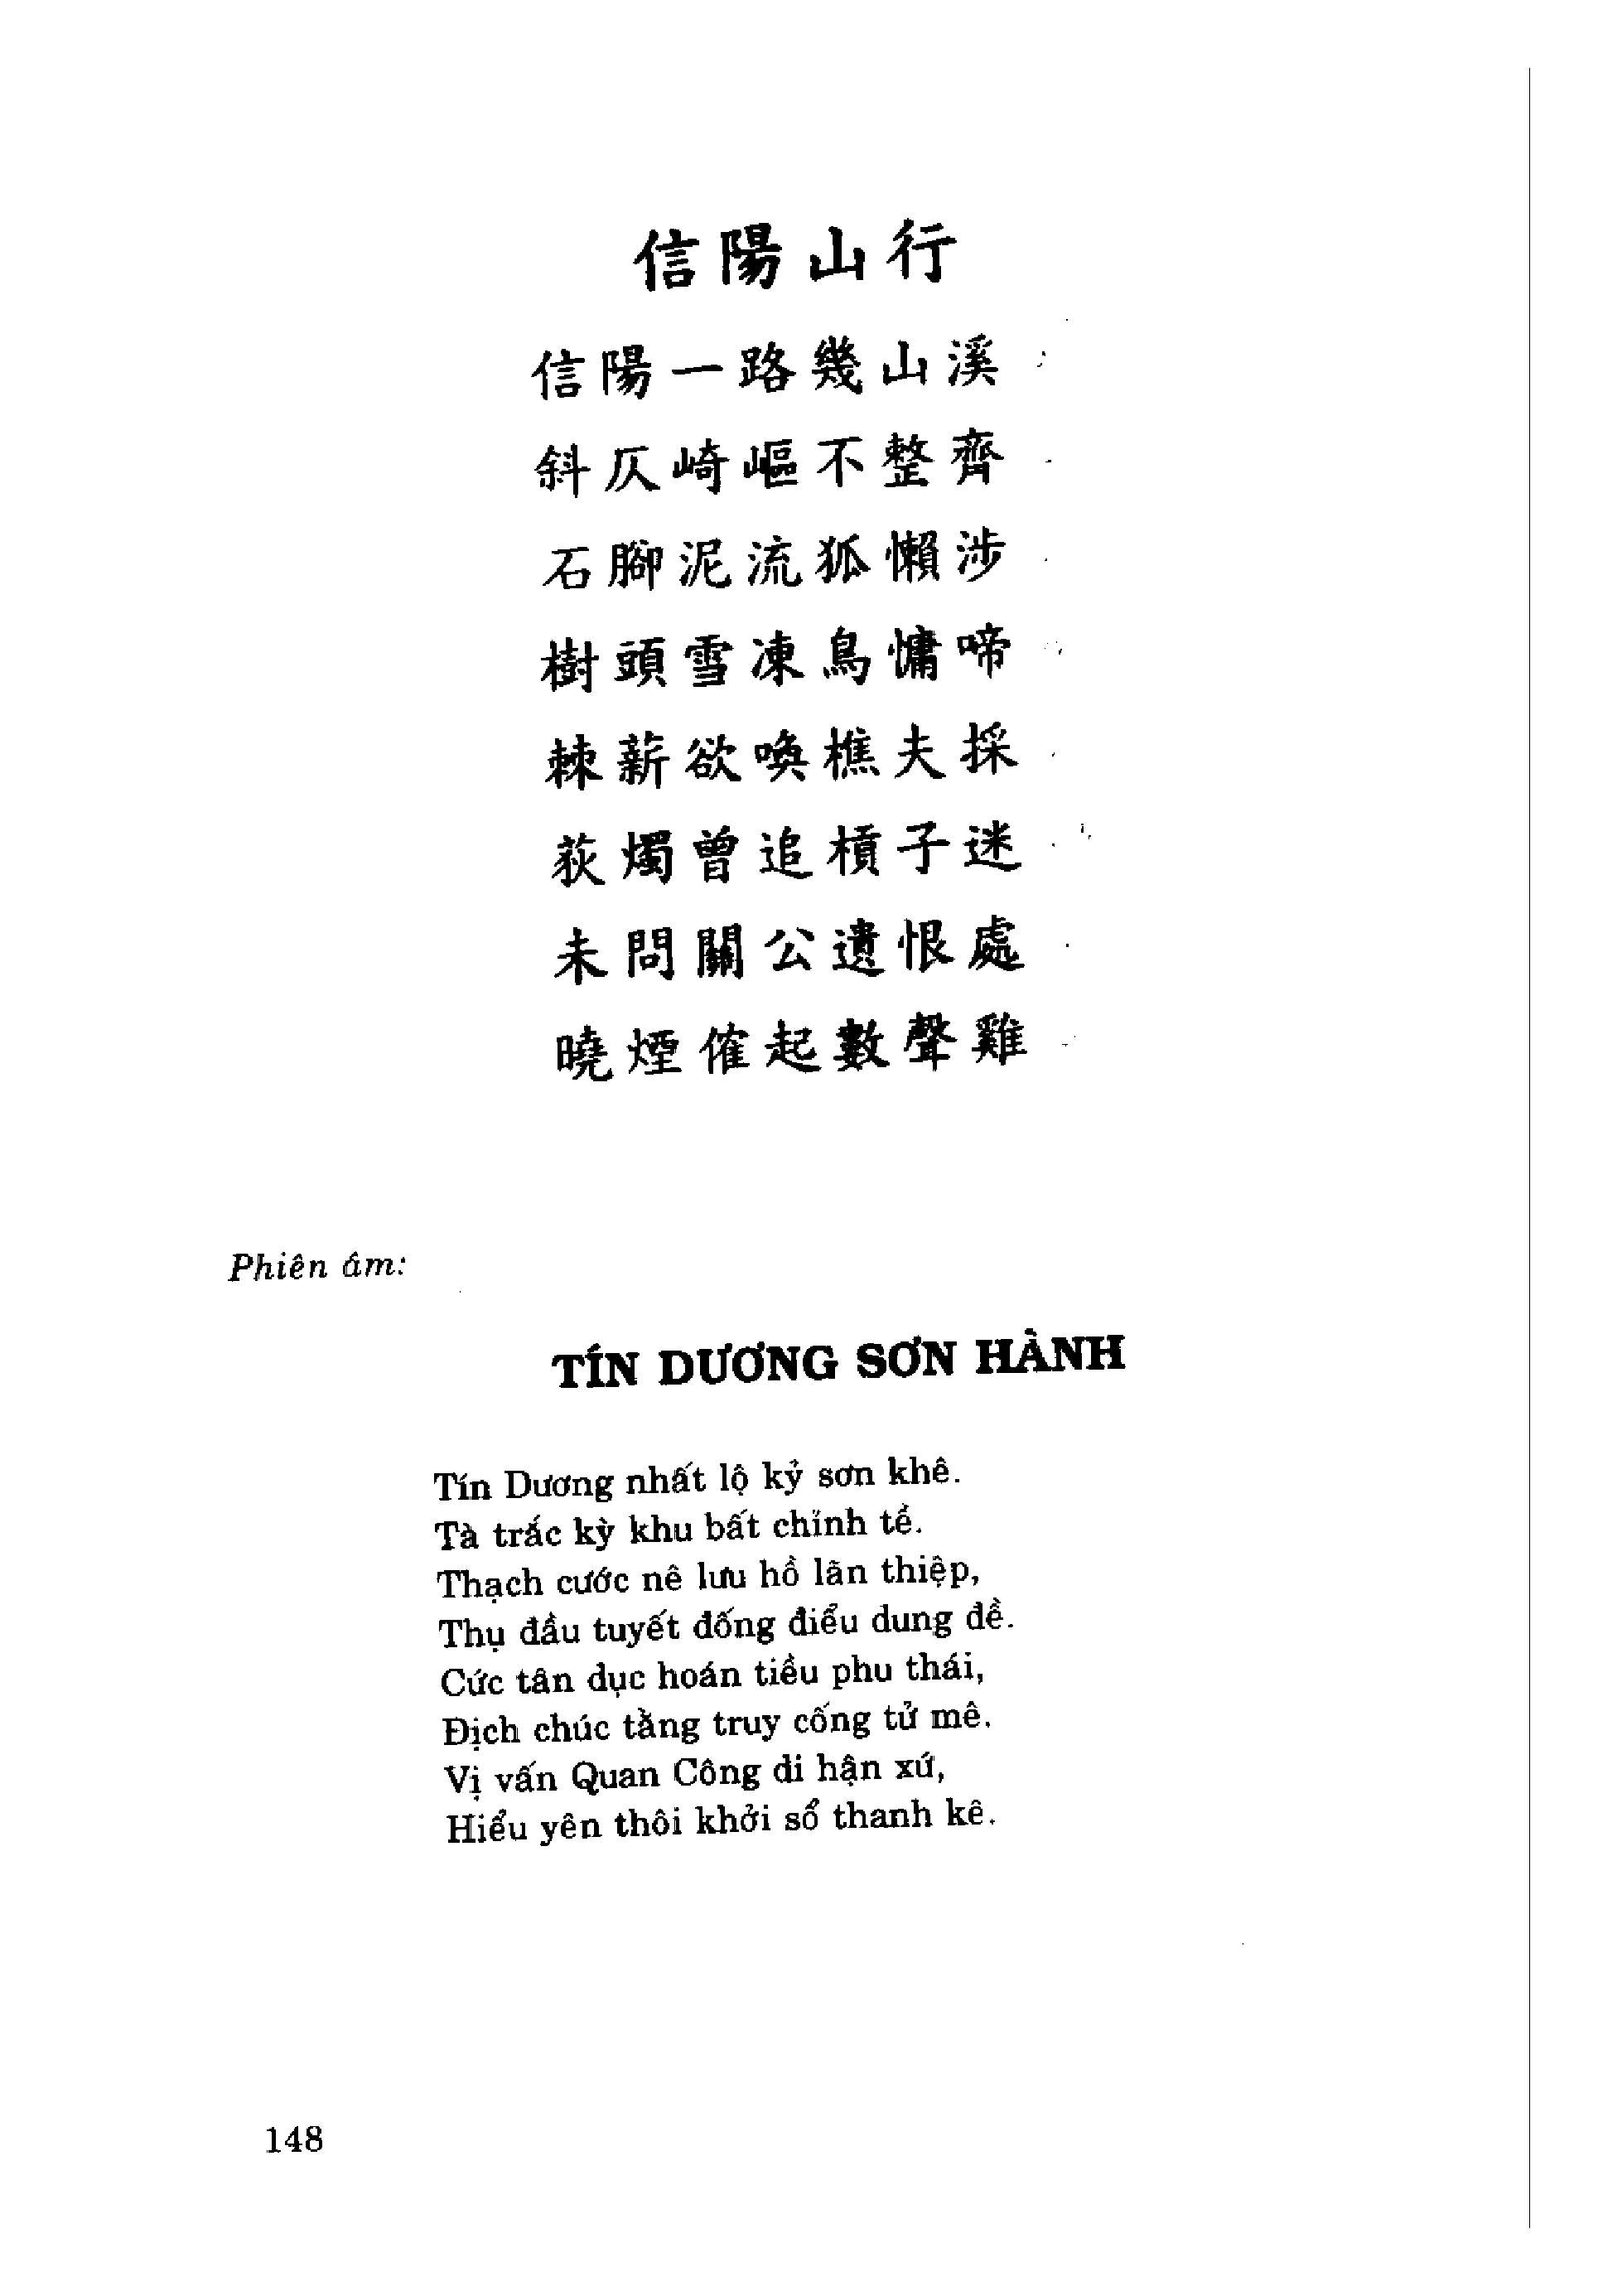 信陽山行
信陽一路幾山溪
斜仄崎嶇不整齊
石腳泥流狐懶涉
樹頭雪凍鳥慵啼
棘薪欲喚樵夫採
荻燭曾追槓子迷
未問關公遺恨處
曉煙催起數聲雞
Phiên âm:
TÍN DƯƠNG SƠN HÀNH
Tín Dương nhất lộ kỷ sơn khê.
Tà trắc kỳ khu bất chỉnh tề.
Thạch cước nê lưu hồ lãn thiệp,
Thụ đầu tuyết đống điểu dung đề.
Cức tân dục hoán tiều phu thái,
Địch chúc tằng truy cống tử mê.
Vị vấn Quan Công di hận xứ,
Hiểu yên thôi khởi sổ thanh kê.
148